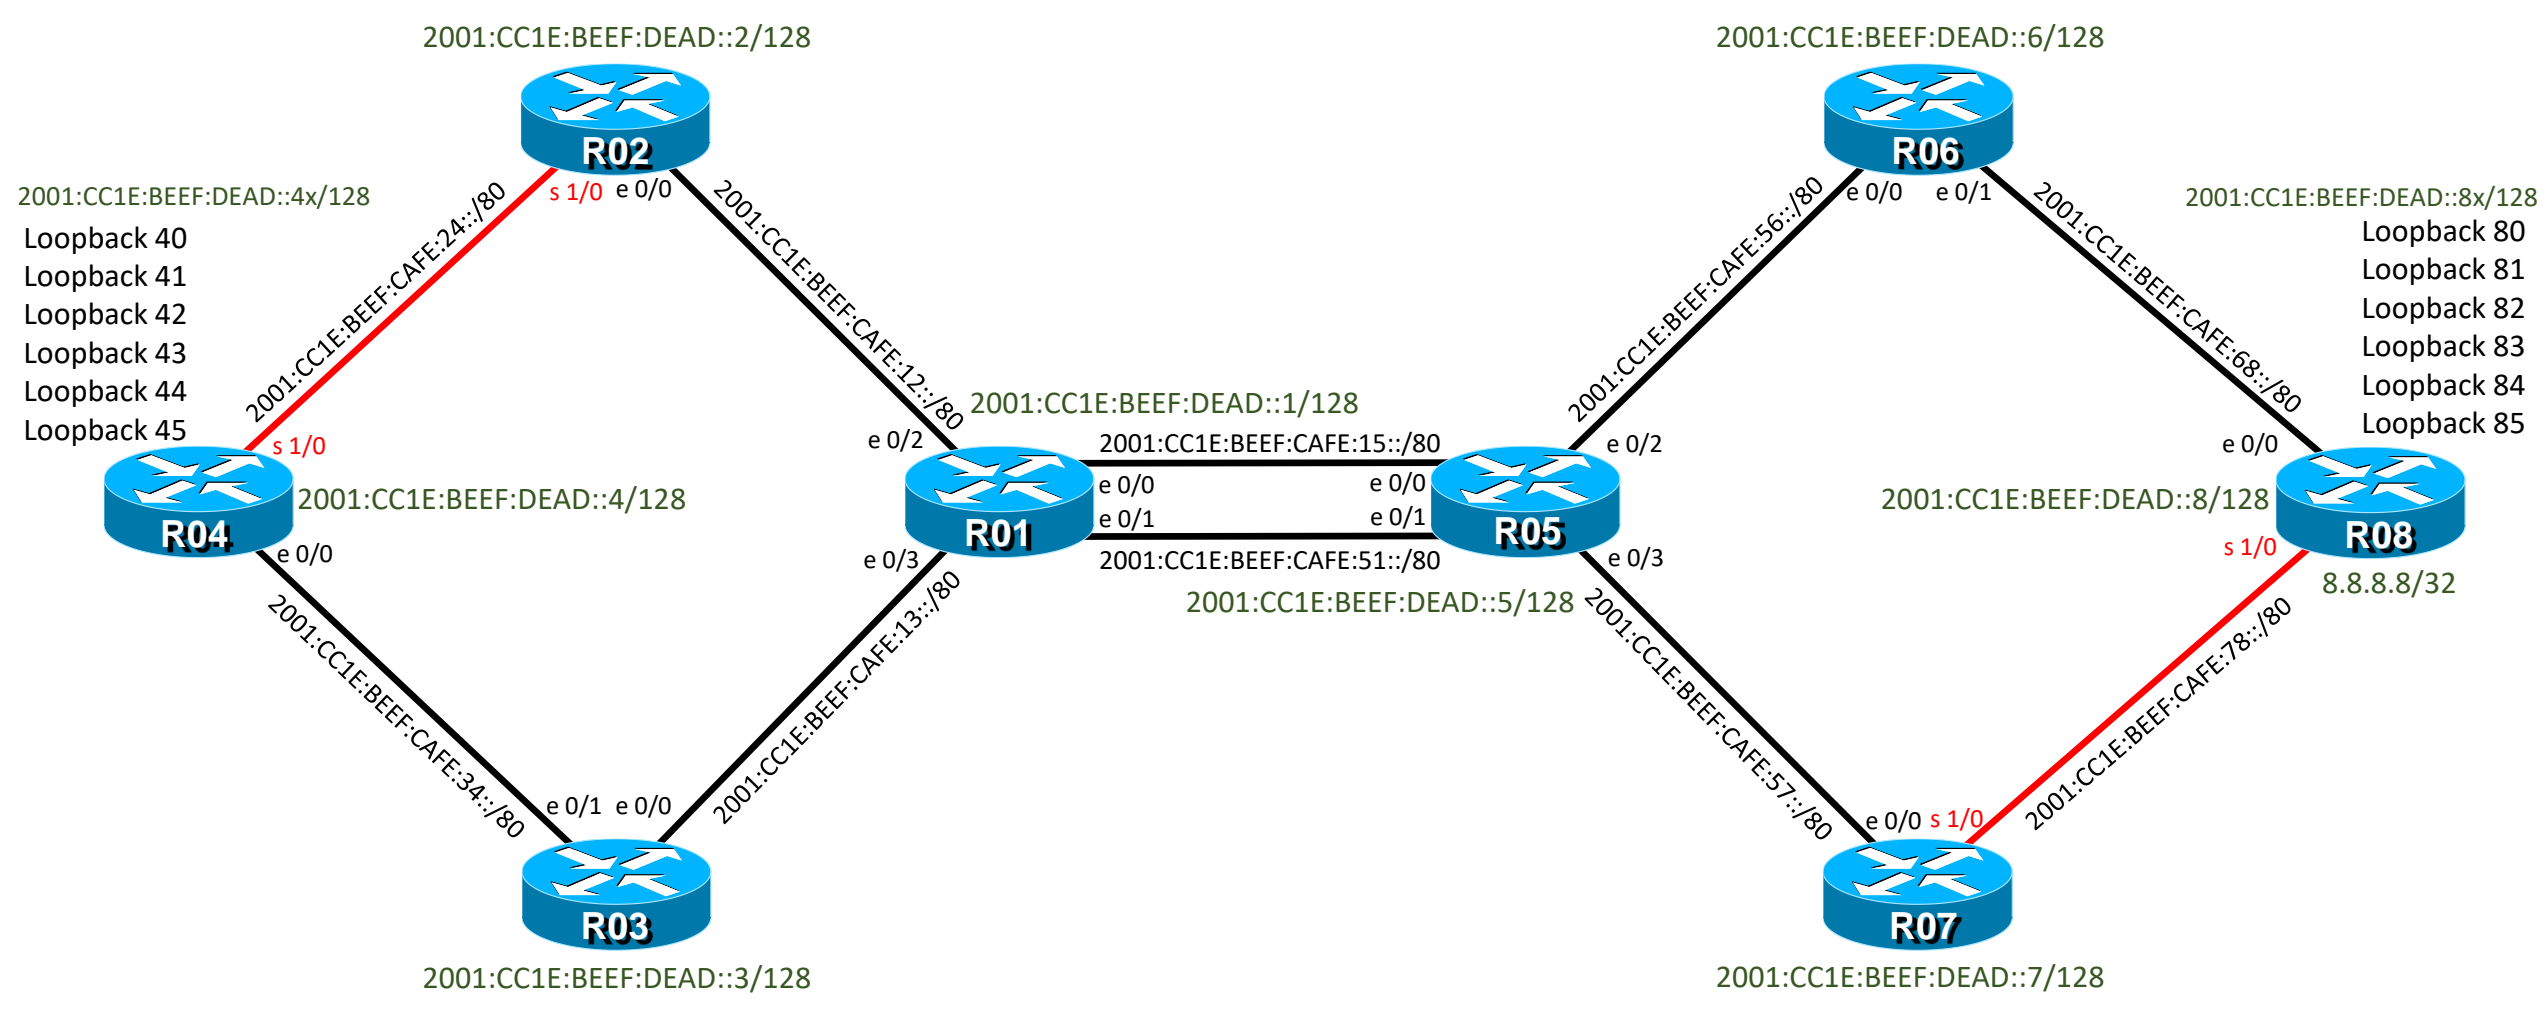 2001:CC1E:BEEF:DEAD::2/128
2001:CC1E:BEEF:DEAD::6/128
R02
R06
s 1/0 e 0/0
e 0/0 e 0/1
2001:CC1E:BEEF:DEAD::4x/128
Loopback 40
Loopback 41
Loopback 42
Loopback 43
Loopback 44
Loopback 45
2001:CC1E:BEEF:CAFE:24::/80
2001:CC1E:BEEF:CAFE:12::/80
2001:CC1E:BEEF:CAFE:56::/80
2001:CC1E:BEEF:CAFE:68::/80
2001:CC1E:BEEF:DEAD::8x/128
Loopback 80
Loopback 81
Loopback 82
Loopback 83
Loopback 84
Loopback 85
s 1/0
R04
2001:CC1E:BEEF:DEAD::4/128
e 0/0
e 0/2
2001:CC1E:BEEF:DEAD::1/128
R01
e 0/3
2001:CC1E:BEEF:CAFE:15::/80
e 0/0
e 0/0
e 0/1
e 0/1
2001:CC1E:BEEF:CAFE:51::/80
2001:CC1E:BEEF:DEAD::5/128
R05
e 0/2
e 0/3
e 0/0
2001:CC1E:BEEF:DEAD::8/128
R08
s 1/0
8.8.8.8/32
2001:CC1E:BEEF:CAFE:34::/80
2001:CC1E:BEEF:CAFE:13::/80
2001:CC1E:BEEF:CAFE:57::/80
2001:CC1E:BEEF:CAFE:78::/80
e 0/1 e 0/0
e 0/0 s 1/0
R03
R07
2001:CC1E:BEEF:DEAD::3/128
2001:CC1E:BEEF:DEAD::7/128